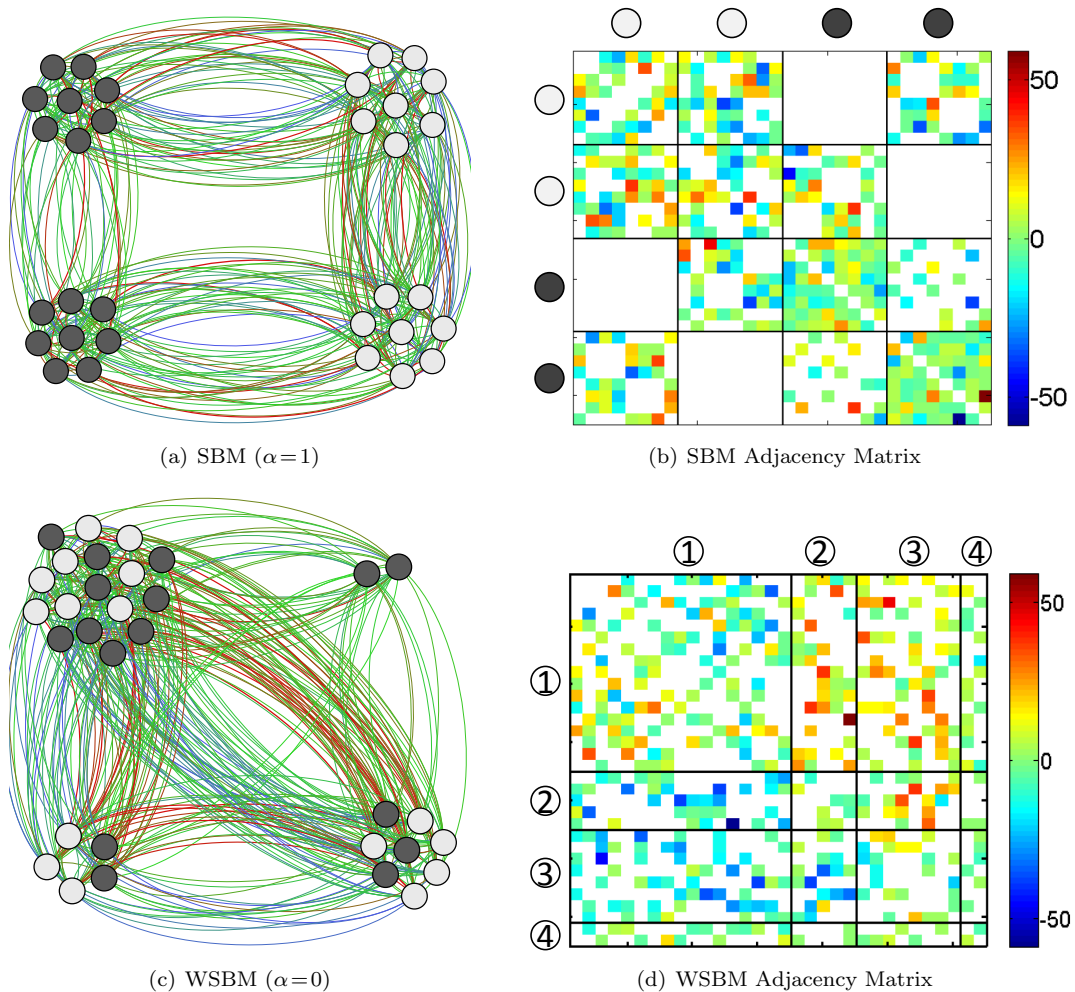 50
0
-50
(a) SBM (α=1)
(b) SBM Adjacency Matrix
① ② ③ ④
①
②
③
④
50
0
-50
(c) WSBM (α=0)
(d) WSBM Adjacency Matrix